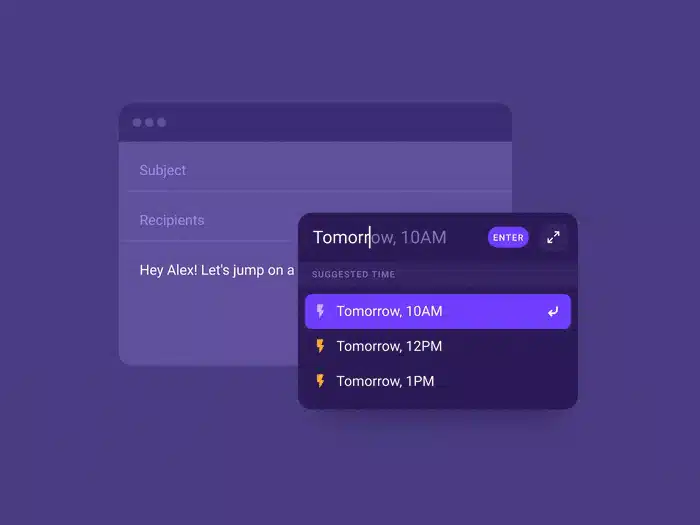 Subject
Recipients
Hey Alex! Let's jump on a
Tomorrow, 10AM
ENTER
SUGGESTED TIME
Tomorrow, 10AM
Tomorrow, 12PM
Tomorrow, 1PM